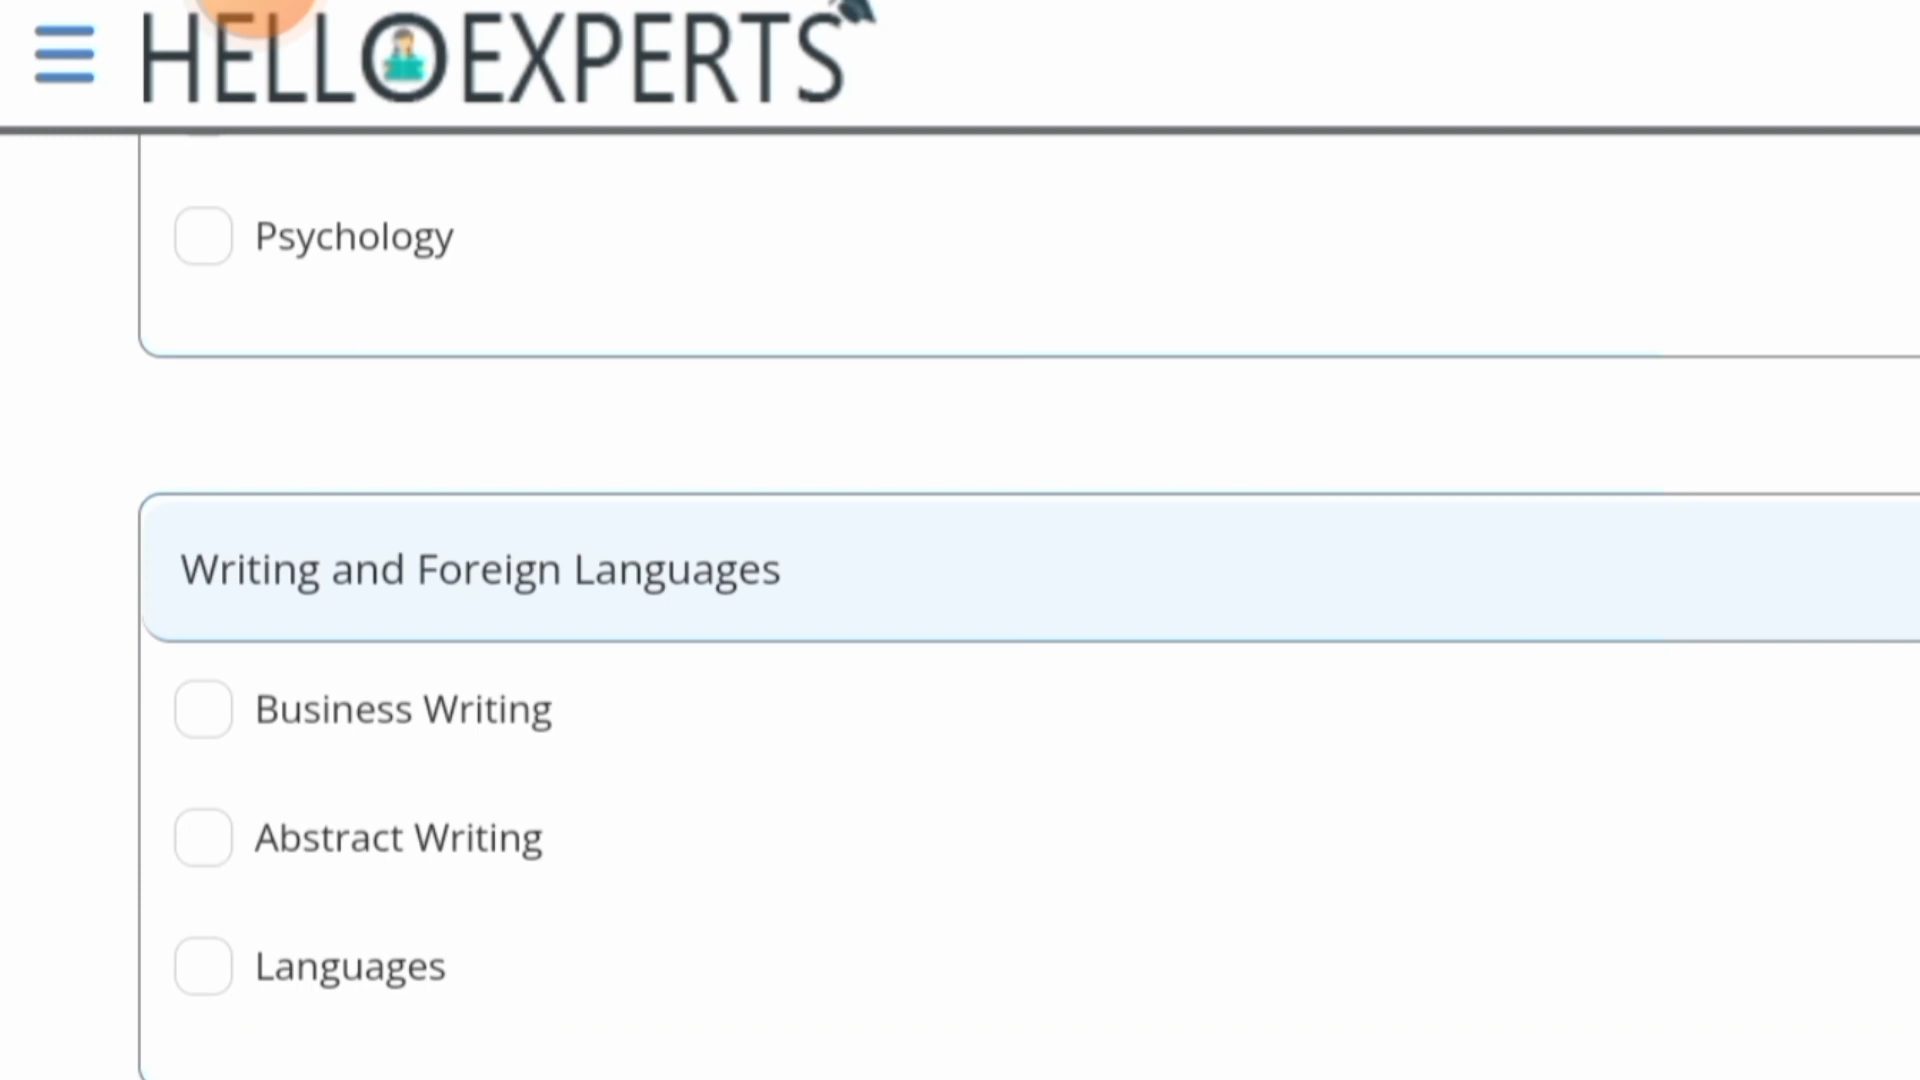 HELLOEXPERTS
Psychology
Writing and Foreign Languages
Business Writing
Abstract Writing
Languages